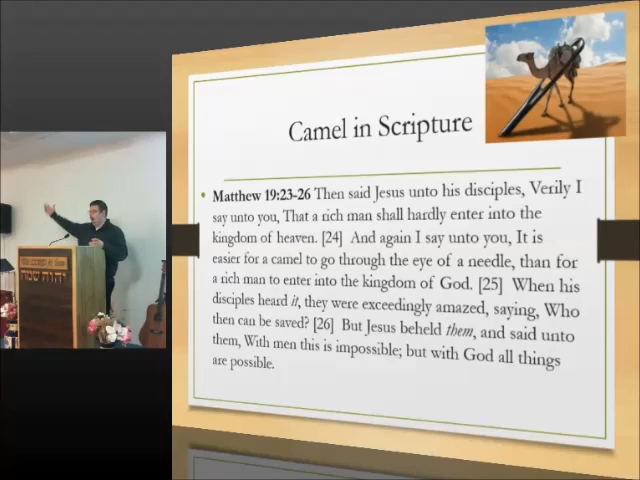 Camel in Scripture
• Matthew 19:23-26 Then said Jesus unto his disciples, Verily I
say unto you, That a rich man shall hardly enter into the
kingdom of heaven. [24] And again I say unto you, It is
easier for a camel to go through the eye of a needle, than for
a rich man to enter into the kingdom of God. [25] When his
disciples heard it, they were exceedingly amazed, saying, Who
then can be saved? [26] But Jesus beheld them, and said unto
them, With men this is impossible; but with God all things
are possible.
יהוה שמה